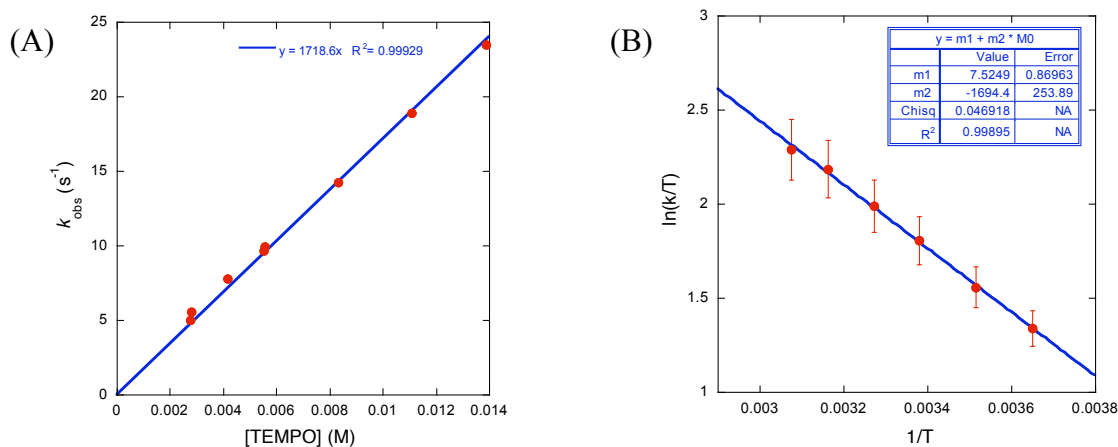 (A)
25
20
15
10
5
0
k_obs (s⁻¹)
y = 1718.6x R²= 0.99929
0 0.002 0.004 0.006 0.008 0.010 0.012 0.014
[TEMPO] (M)
(B)
3
2.5
2
1.5
1
ln(k/T)
y = m1 + m2 * M0
Value Error
m1 7.5249 0.86963
m2 -1694.4 253.89
Chisq 0.046918 NA
R² 0.99895 NA
0.003 0.0032 0.0034 0.0036 0.0038
1/T